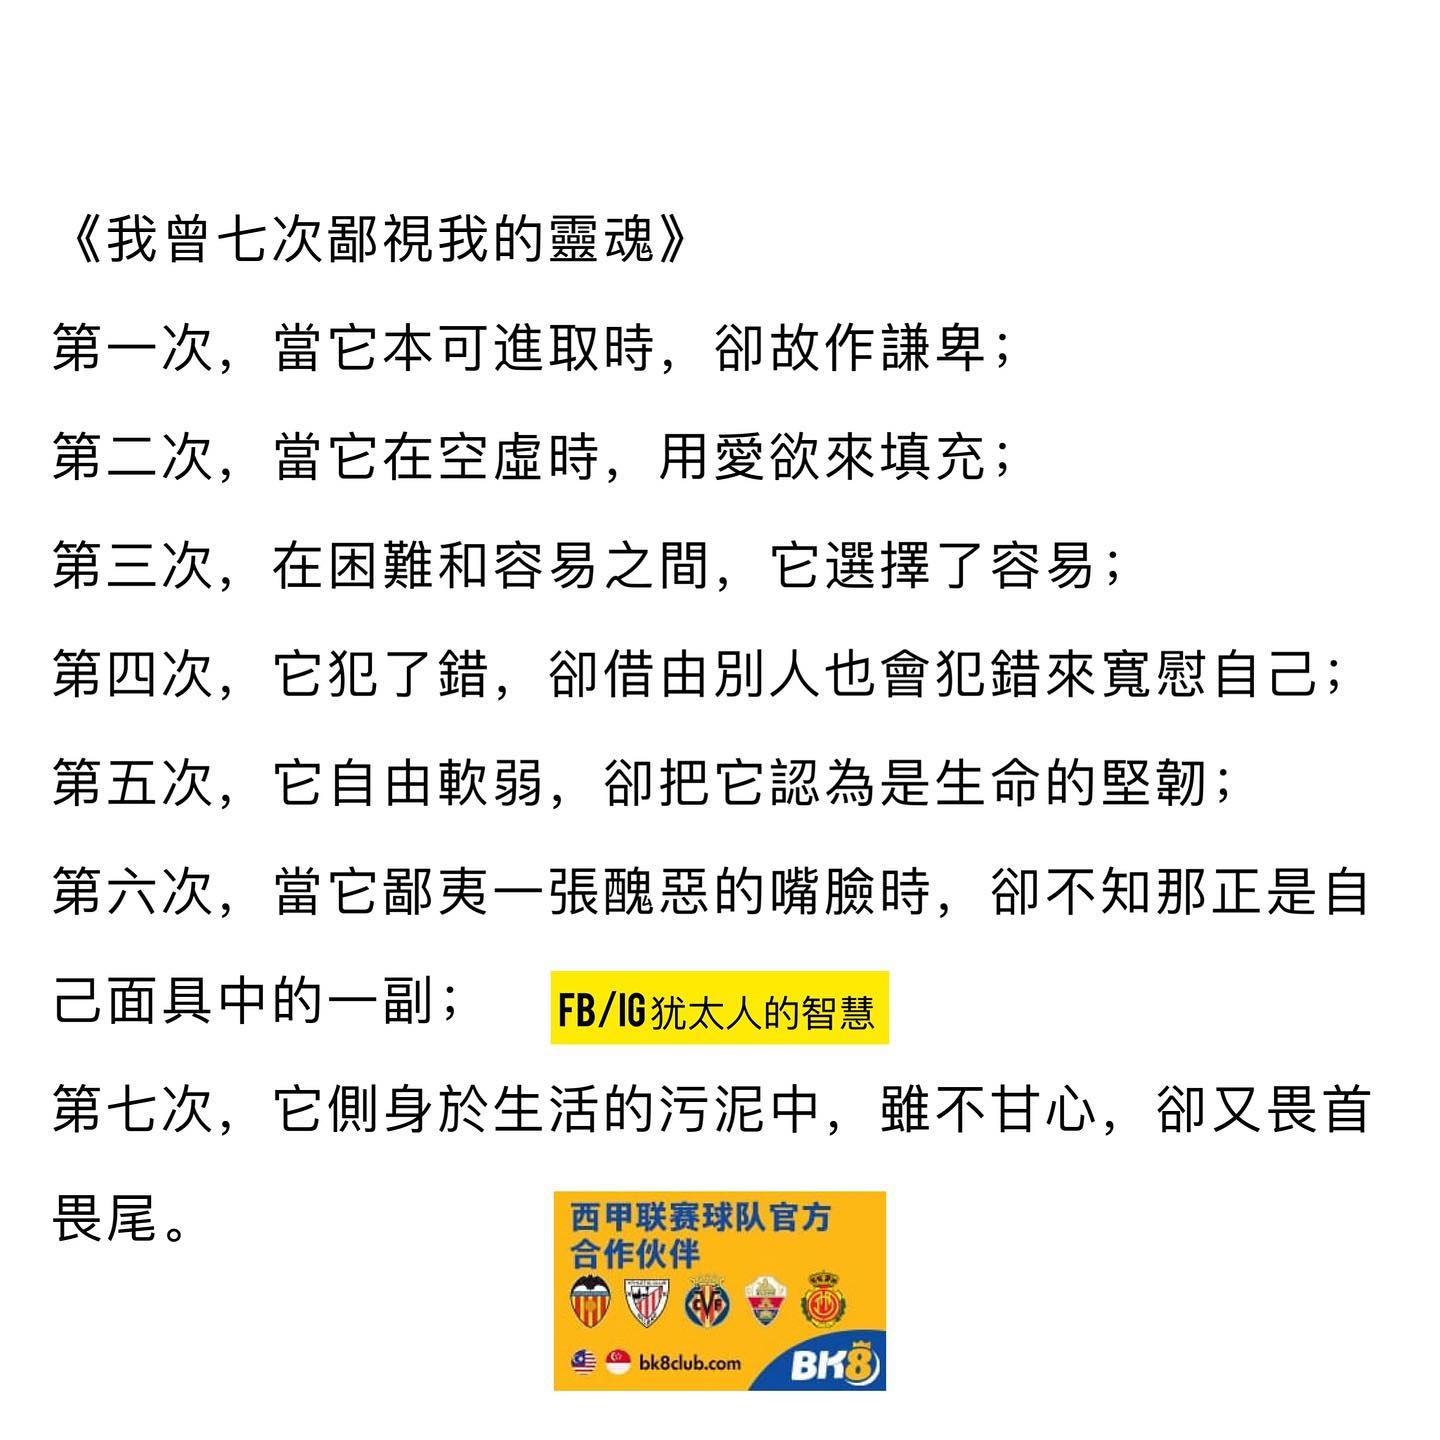 《我曾七次鄙視我的靈魂》
第一次，當它本可進取時，卻故作謙卑；
第二次，當它在空虛時，用愛欲來填充；
第三次，在困難和容易之間，它選擇了容易；
第四次，它犯了錯，卻借由別人也會犯錯來寬慰自己；
第五次，它自由軟弱，卻把它認為是生命的堅韌；
第六次，當它鄙夷一張醜惡的嘴臉時，卻不知那正是自
己面具中的一副；
FB/IG犹太人的智慧
第七次，它側身於生活的污泥中，雖不甘心，卻又畏首
畏尾。
西甲联赛球队官方
合作伙伴
bk8club.com
BK8